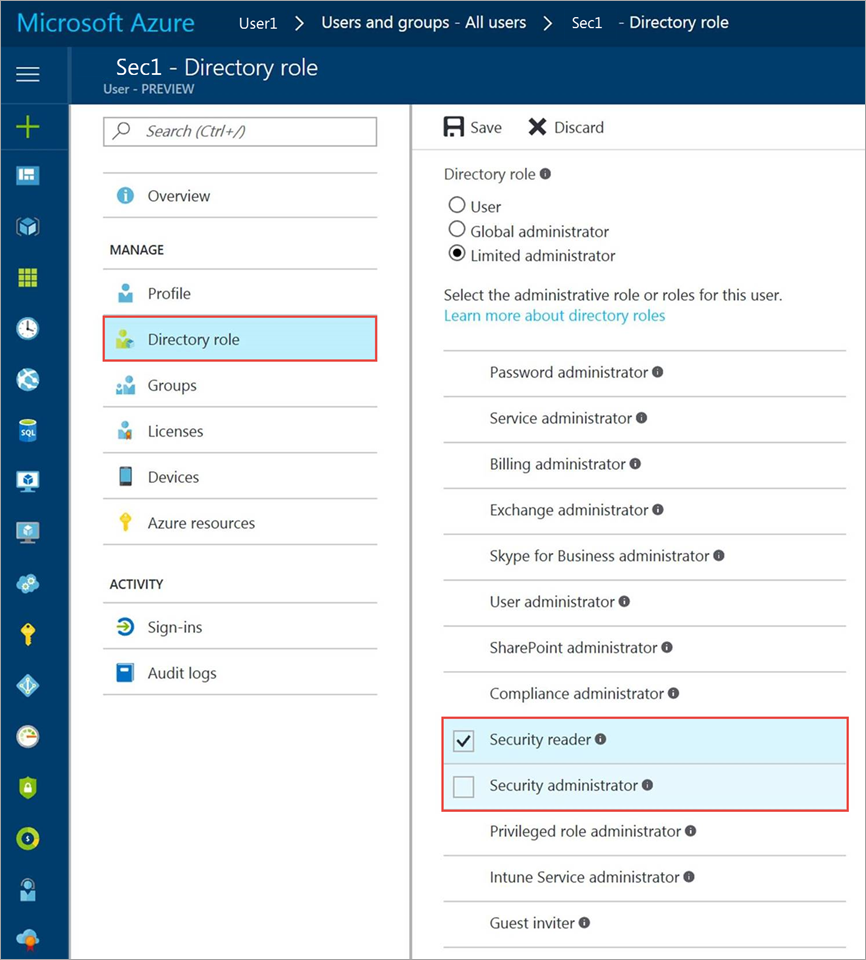 Microsoft Azure User1 > Users and groups - All users > Sec1 - Directory role
Sec1 - Directory role
User - PREVIEW
Search (Ctrl+/)
Overview
MANAGE
Profile
Directory role
Groups
Licenses
Devices
Azure resources
ACTIVITY
Sign-ins
Audit logs
SQL
Save Discard
Directory role
User
Global administrator
Limited administrator
Select the administrative role or roles for this user.
Learn more about directory roles
Password administrator
Service administrator
Billing administrator
Exchange administrator
Skype for Business administrator
User administrator
SharePoint administrator
Compliance administrator
Security reader
Security administrator
Privileged role administrator
Intune Service administrator
Guest inviter